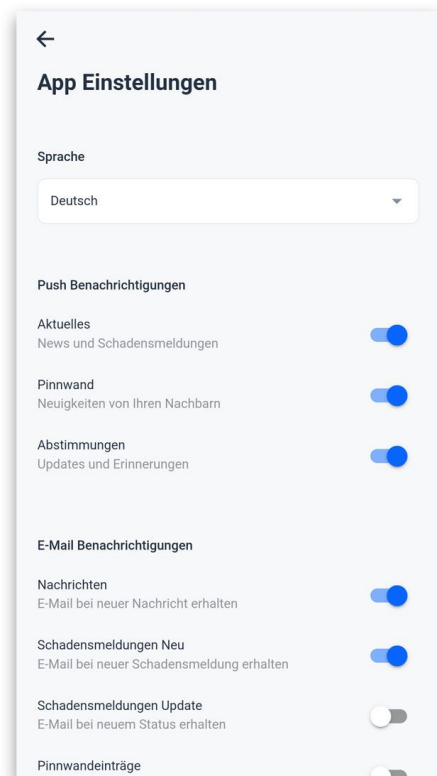 App Einstellungen
Sprache
Deutsch
Push Benachrichtigungen
Aktuelles
News und Schadensmeldungen
Pinnwand
Neuigkeiten von Ihren Nachbarn
Abstimmungen
Updates und Erinnerungen
E-Mail Benachrichtigungen
Nachrichten
E-Mail bei neuer Nachricht erhalten
Schadensmeldungen Neu
E-Mail bei neuer Schadensmeldung erhalten
Schadensmeldungen Update
E-Mail bei neuem Status erhalten
Pinnwandeinträge